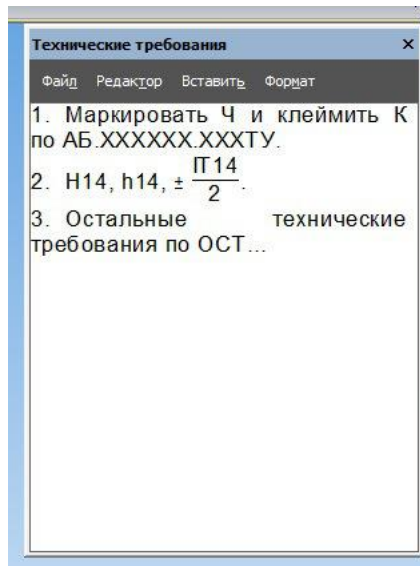 Технические требования ×
Файл Редактор Вставить Формат
1. Маркировать Ч и клеймить К
по АБ.XXXXXX.XXXТУ.
2. H14, h14, ± IT14/2.
3. Остальные технические
требования по ОСТ...